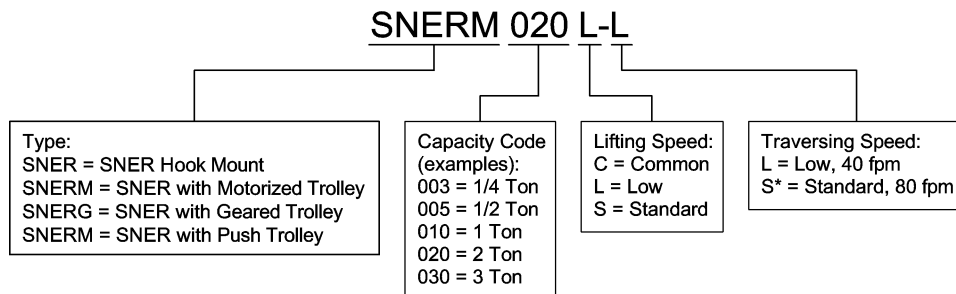 SNERM 020 L-L
Type:
SNER = SNER Hook Mount
SNERM = SNER with Motorized Trolley
SNERG = SNER with Geared Trolley
SNERM = SNER with Push Trolley
Capacity Code
(examples):
003 = 1/4 Ton
005 = 1/2 Ton
010 = 1 Ton
020 = 2 Ton
030 = 3 Ton
Lifting Speed:
C = Common
L = Low
S = Standard
Traversing Speed:
L = Low, 40 fpm
S* = Standard, 80 fpm